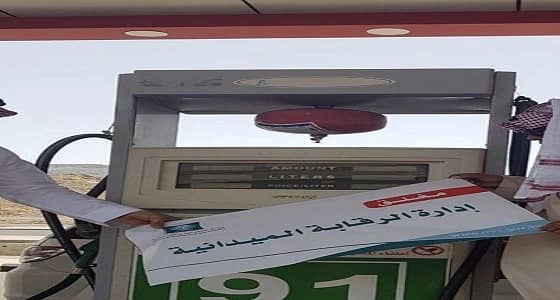 AMOUNT
LITERS
PRICE/LITER
مغلق
إدارة الرقابة الميدانية
91